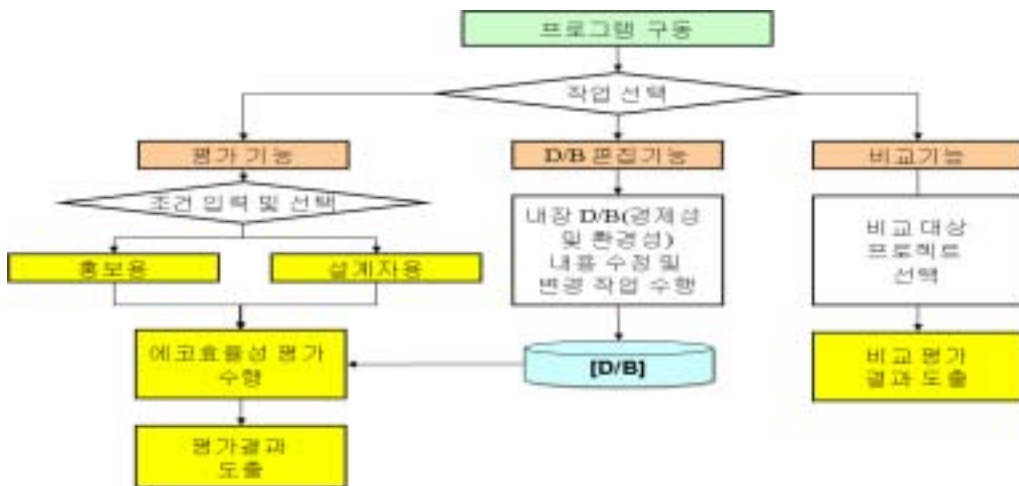 프로그램 구동
작업 선택
평가 기능
D/B 편집기능
비교기능
조건 입력 및 선택
홍보용
설계자용
내장 D/B(경제성
및 환경성)
내용 수정 및
변경 작업 수행
비교 대상
프로젝트
선택
에코효율성 평가
수행
[D/B]
비교 평가
결과 도출
평가결과
도출